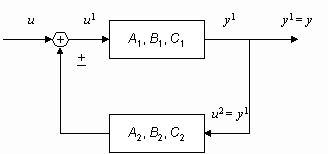 u u¹ A₁, B₁, C₁ y¹ y¹ = y
+
±
u² = y¹
A₂, B₂, C₂